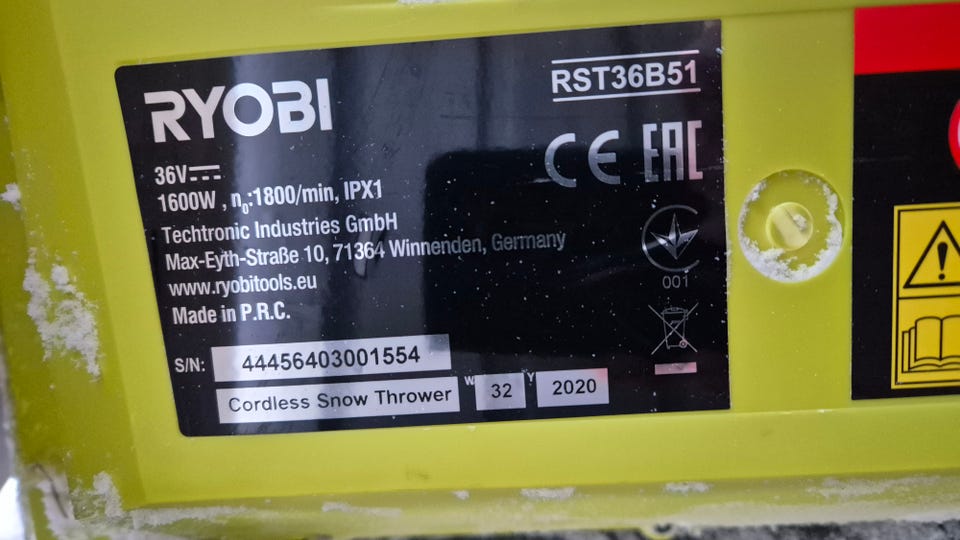 RYOBI
RST36B51
CE EAC
36V
1600W , n0:1800/min, IPX1
Techtronic Industries GmbH
Max-Eyth-Straße 10, 71364 Winnenden, Germany
www.ryobitools.eu
Made in P.R.C.
001
S/N: 44456403001554
Cordless Snow Thrower W 32 Y 2020